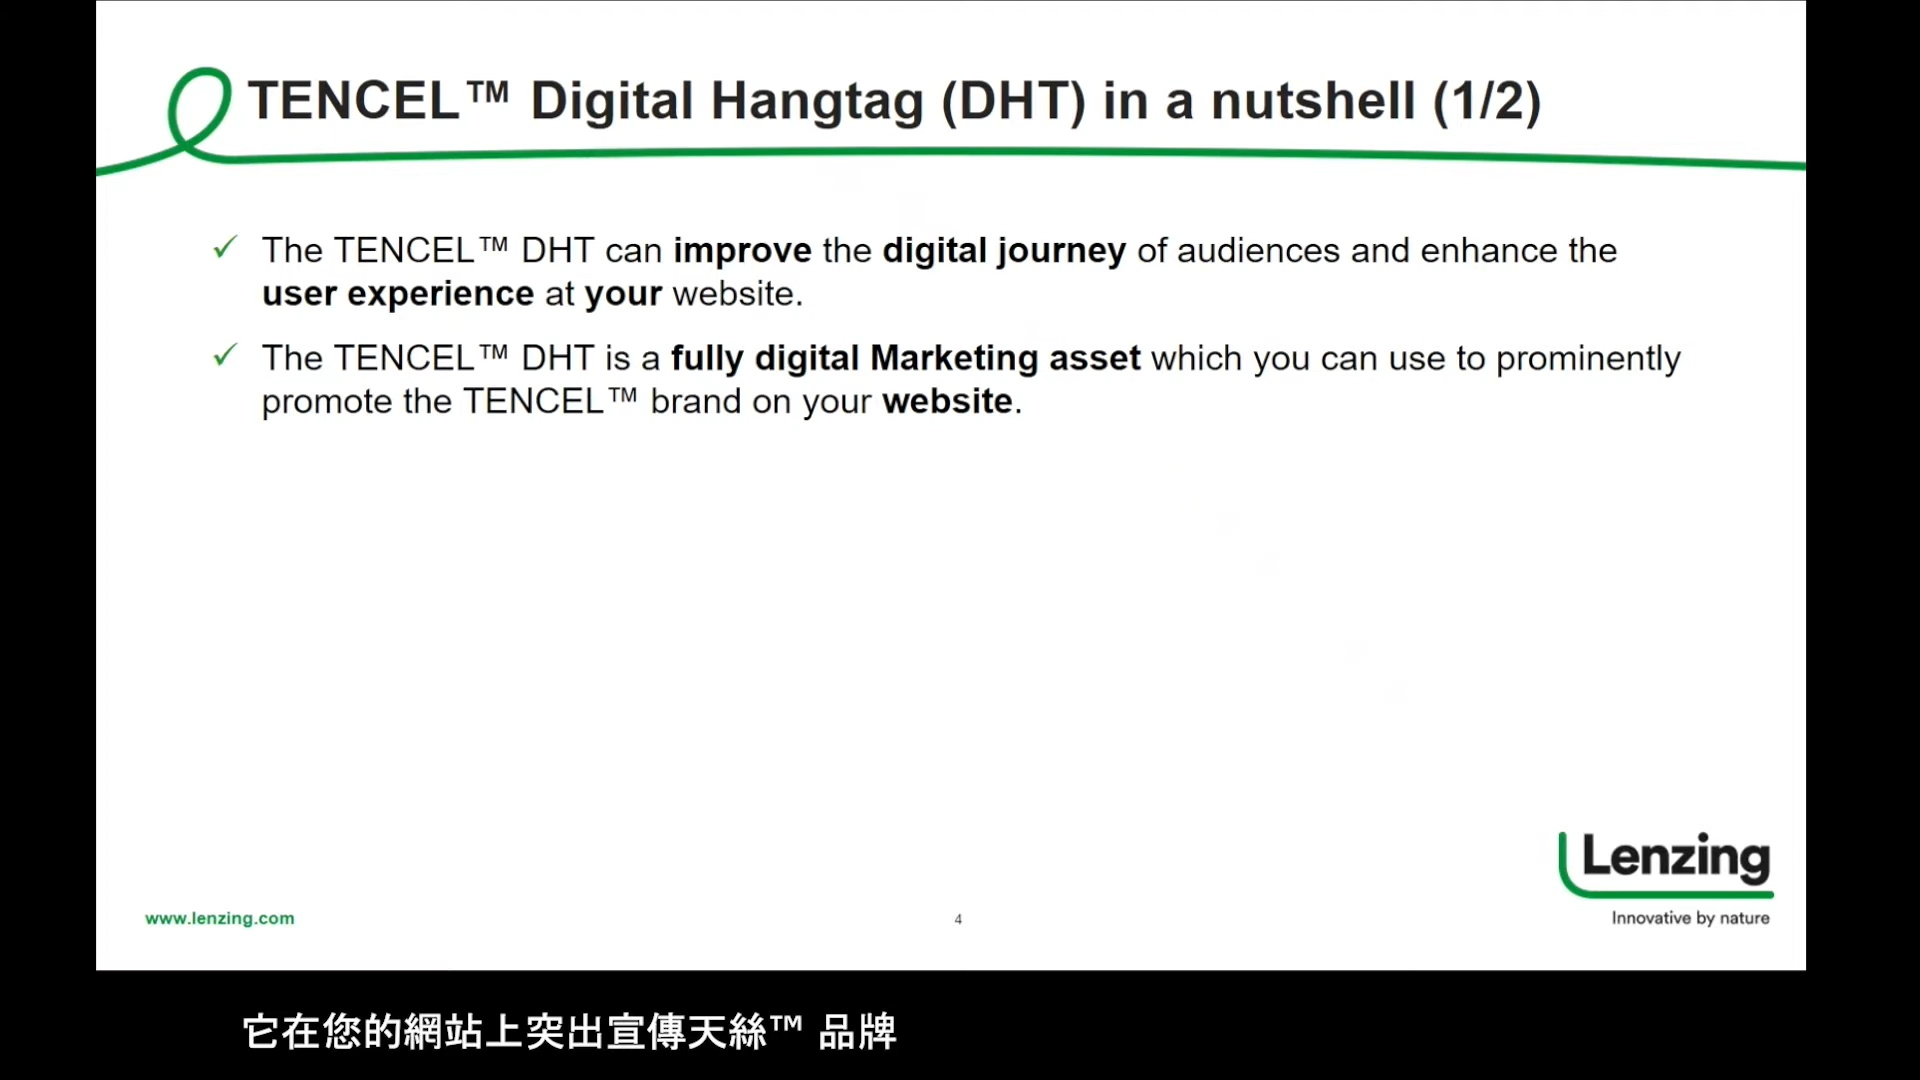 TENCEL™ Digital Hangtag (DHT) in a nutshell (1/2)
✓ The TENCEL™ DHT can improve the digital journey of audiences and enhance the
user experience at your website.
✓ The TENCEL™ DHT is a fully digital Marketing asset which you can use to prominently
promote the TENCEL™ brand on your website.
Lenzing
Innovative by nature
www.lenzing.com
4
它在您的網站上突出宣傳天絲™ 品牌